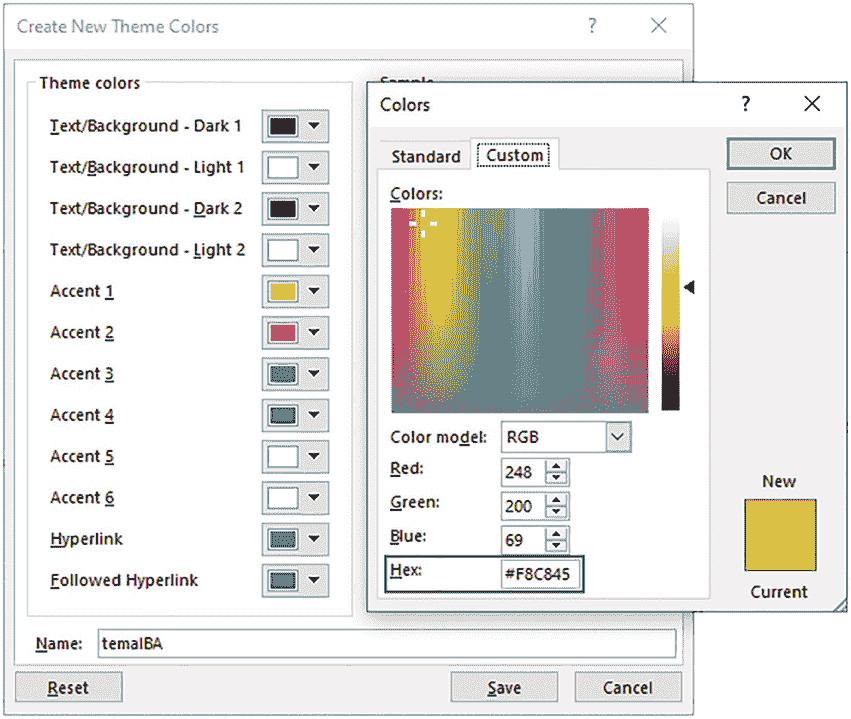 Create New Theme Colors ?
Theme colors
Text/Background - Dark 1
Text/Background - Light 1
Text/Background - Dark 2
Text/Background - Light 2
Accent 1
Accent 2
Accent 3
Accent 4
Accent 5
Accent 6
Hyperlink
Followed Hyperlink
Name: temaIBA
Reset
Save
Cancel
Sample
Colors ?
Standard
Custom
OK
Cancel
Colors:
Color model: RGB
Red: 248
Green: 200
Blue: 69
Hex: #F8C845
New
Current